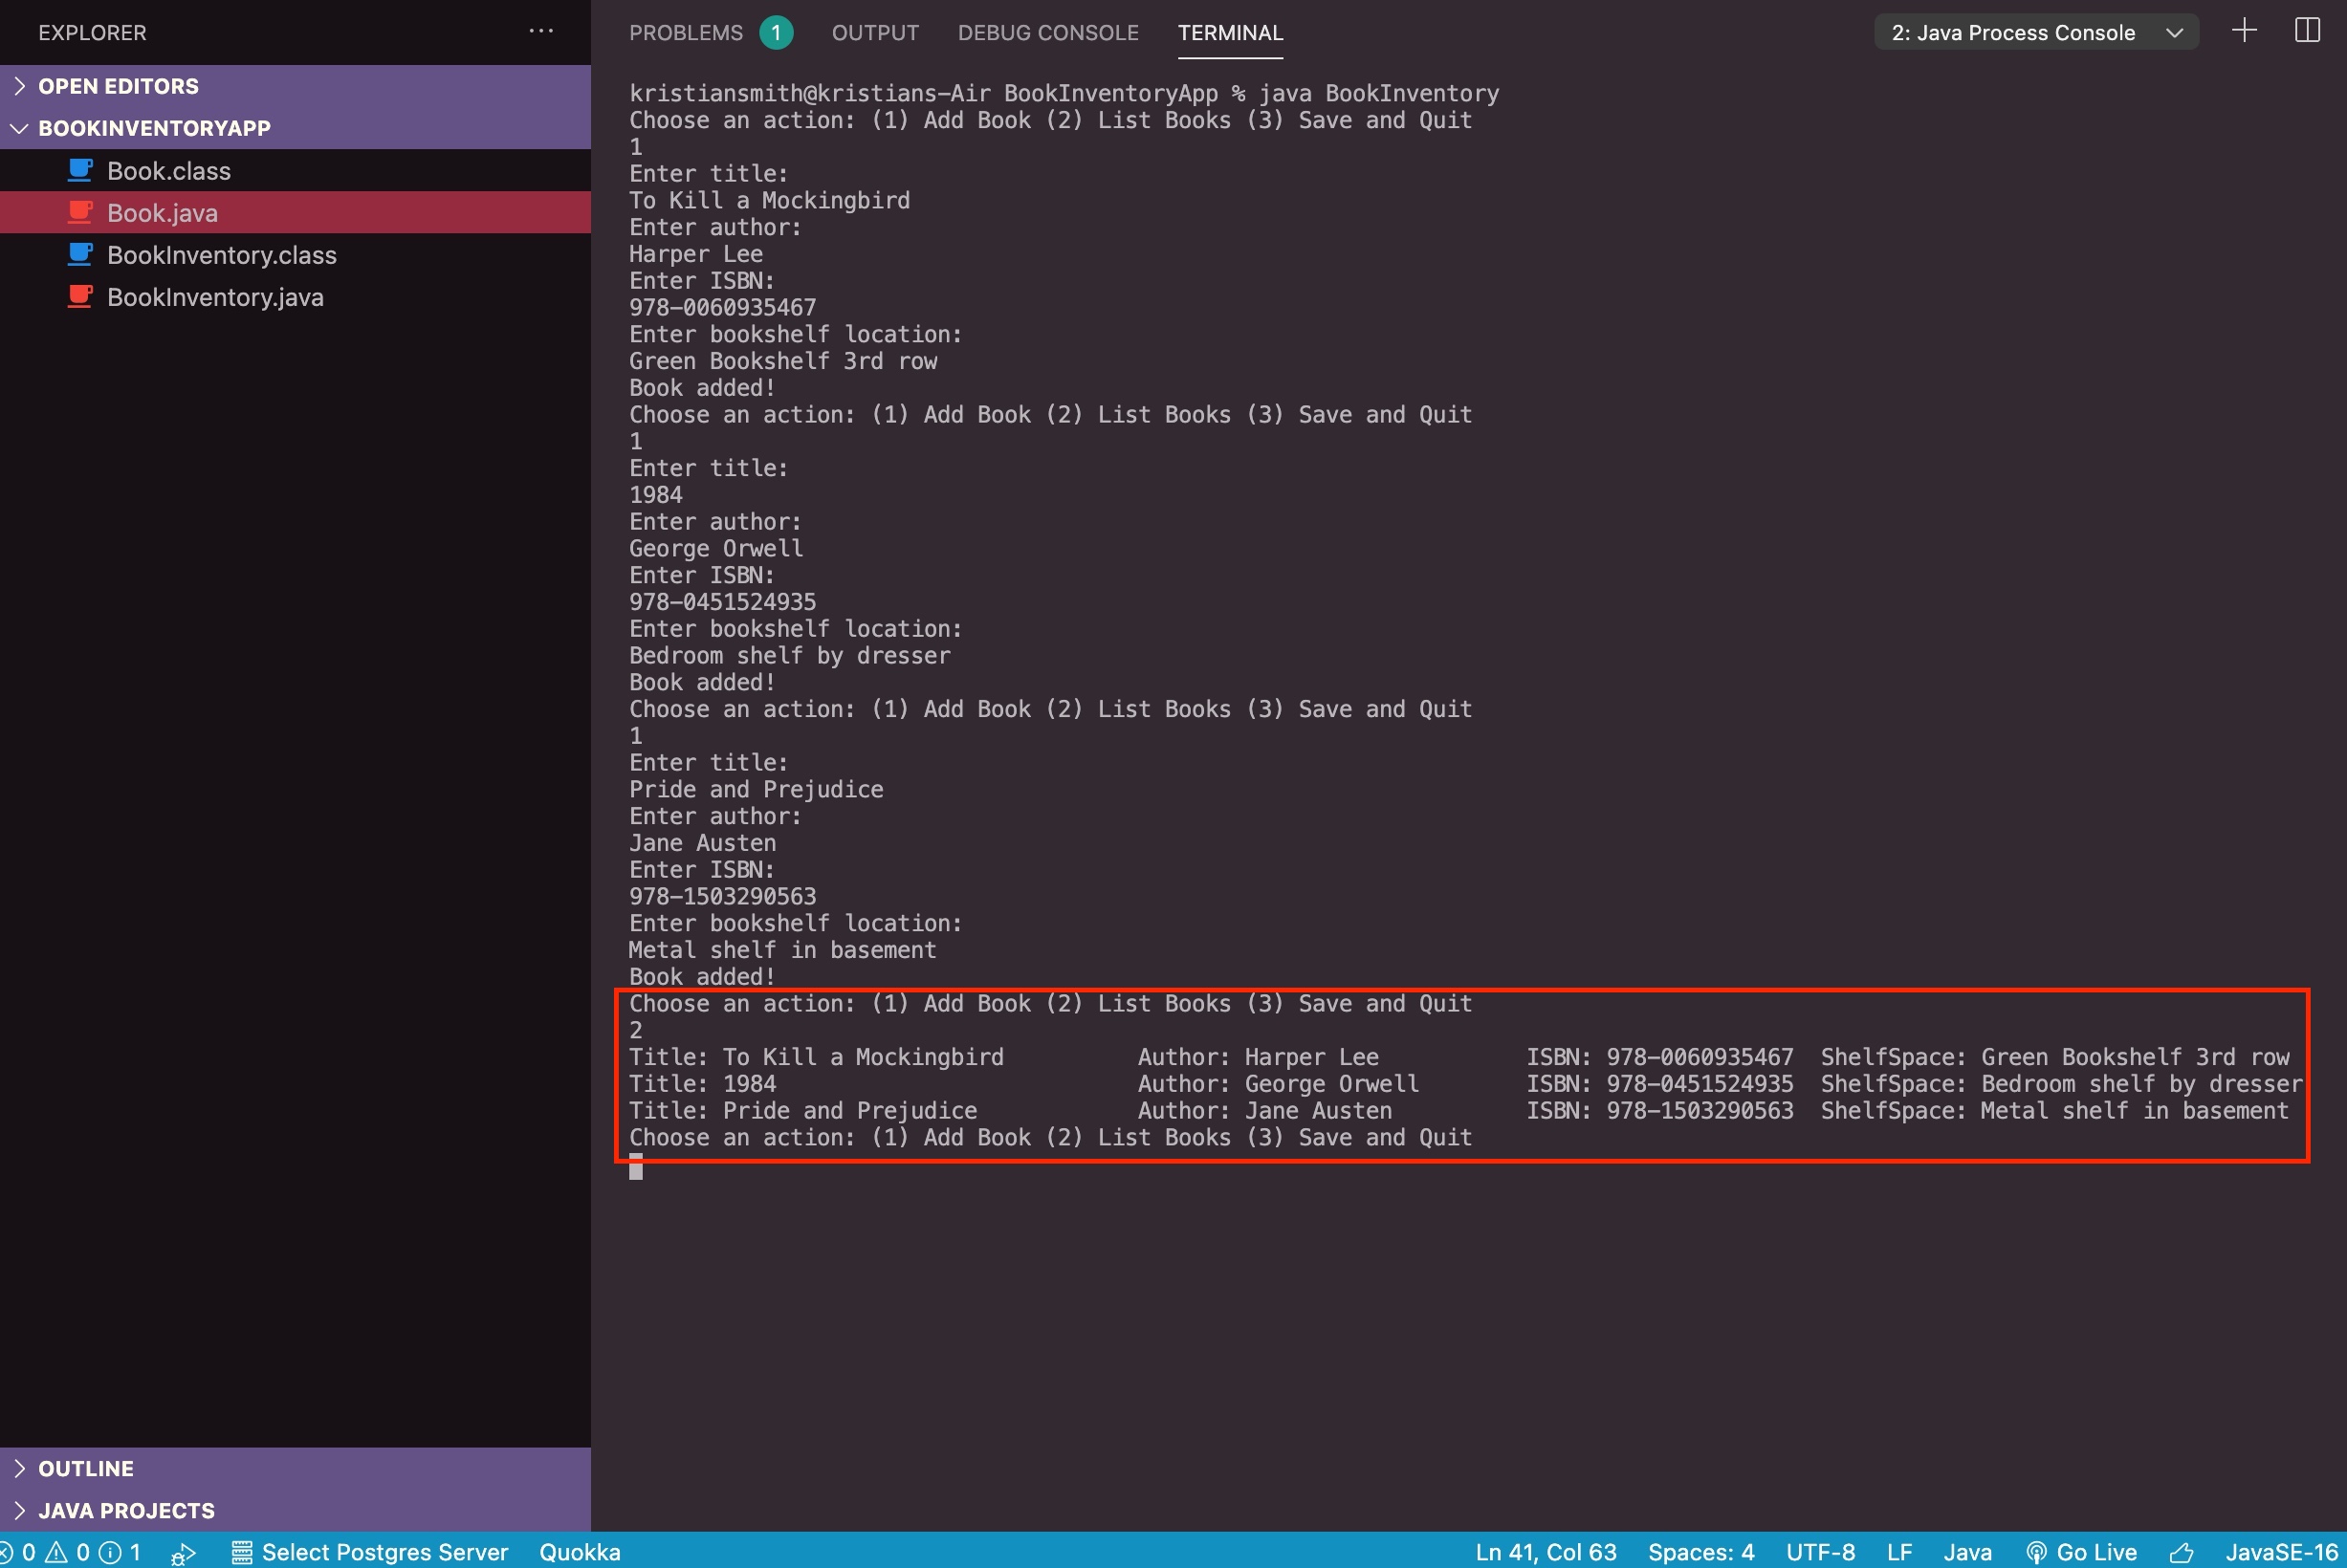 EXPLORER
OPEN EDITORS
BOOKINVENTORYAPP
Book.class
Book.java
BookInventory.class
BookInventory.java
OUTLINE
JAVA PROJECTS
PROBLEMS 1 OUTPUT DEBUG CONSOLE TERMINAL 2: Java Process Console
kristiansmith@kristians-Air BookInventoryApp % java BookInventory
Choose an action: (1) Add Book (2) List Books (3) Save and Quit
1
Enter title:
To Kill a Mockingbird
Enter author:
Harper Lee
Enter ISBN:
978-0060935467
Enter bookshelf location:
Green Bookshelf 3rd row
Book added!
Choose an action: (1) Add Book (2) List Books (3) Save and Quit
1
Enter title:
1984
Enter author:
George Orwell
Enter ISBN:
978-0451524935
Enter bookshelf location:
Bedroom shelf by dresser
Book added!
Choose an action: (1) Add Book (2) List Books (3) Save and Quit
1
Enter title:
Pride and Prejudice
Enter author:
Jane Austen
Enter ISBN:
978-1503290563
Enter bookshelf location:
Metal shelf in basement
Book added!
Choose an action: (1) Add Book (2) List Books (3) Save and Quit
2
Title: To Kill a Mockingbird Author: Harper Lee ISBN: 978-0060935467 ShelfSpace: Green Bookshelf 3rd row
Title: 1984 Author: George Orwell ISBN: 978-0451524935 ShelfSpace: Bedroom shelf by dresser
Title: Pride and Prejudice Author: Jane Austen ISBN: 978-1503290563 ShelfSpace: Metal shelf in basement
Choose an action: (1) Add Book (2) List Books (3) Save and Quit
0 0 1 Select Postgres Server Quokka Ln 41, Col 63 Spaces: 4 UTF-8 LF Java Go Live JavaSE-16